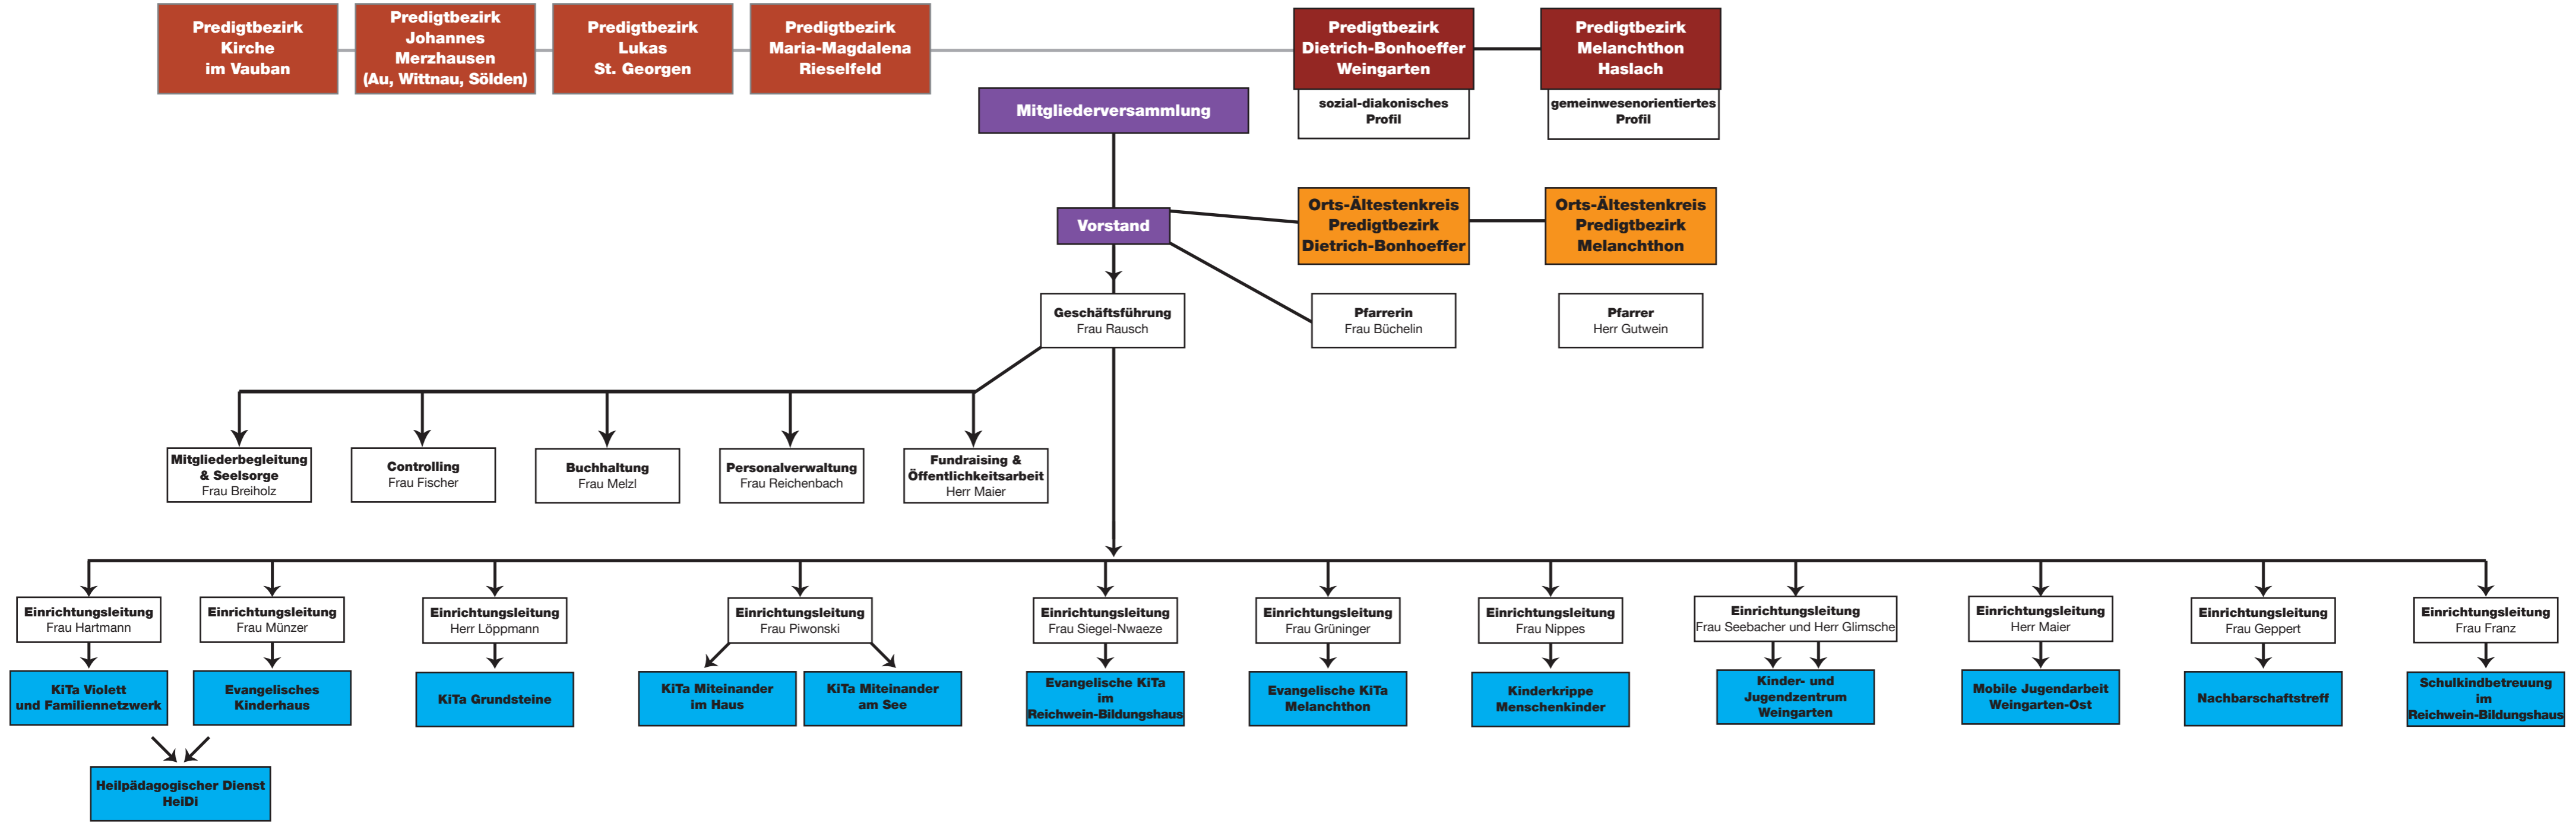 Predigtbezirk
Kirche
im Vauban
Predigtbezirk
Johannes
Merzhausen
(Au, Wittnau, Sölden)
Predigtbezirk
Lukas
St. Georgen
Predigtbezirk
Maria-Magdalena
Rieselfeld
Predigtbezirk
Dietrich-Bonhoeffer
Weingarten
Predigtbezirk
Melanchthon
Haslach
sozial-diakonisches
Profil
gemeinwesenorientiertes
Profil
Mitgliederversammlung
Vorstand
Orts-Ältestenkreis
Predigtbezirk
Dietrich-Bonhoeffer
Orts-Ältestenkreis
Predigtbezirk
Melanchthon
Geschäftsführung
Frau Rausch
Pfarrerin
Frau Büchelin
Pfarrer
Herr Gutwein
Mitgliederbegleitung
& Seelsorge
Frau Breiholz
Controlling
Frau Fischer
Buchhaltung
Frau Melzl
Personalverwaltung
Frau Reichenbach
Fundraising &
Öffentlichkeitsarbeit
Herr Maier
Einrichtungsleitung
Frau Hartmann
Einrichtungsleitung
Frau Münzer
Einrichtungsleitung
Herr Löppmann
Einrichtungsleitung
Frau Piwonski
Einrichtungsleitung
Frau Siegel-Nwaeze
Einrichtungsleitung
Frau Grüninger
Einrichtungsleitung
Frau Nippes
Einrichtungsleitung
Frau Seebacher und Herr Glimsche
Einrichtungsleitung
Herr Maier
Einrichtungsleitung
Frau Geppert
Einrichtungsleitung
Frau Franz
KiTa Violett
und Familiennetzwerk
Evangelisches
Kinderhaus
KiTa Grundsteine
KiTa Miteinander
im Haus
KiTa Miteinander
am See
Evangelische KiTa
im
Reichwein-Bildungshaus
Evangelische KiTa
Melanchthon
Kinderkrippe
Menschenkinder
Kinder- und
Jugendzentrum
Weingarten
Mobile Jugendarbeit
Weingarten-Ost
Nachbarschaftstreff
Schulkindbetreuung
im
Reichwein-Bildungshaus
Heilpädagogischer Dienst
HeiDi